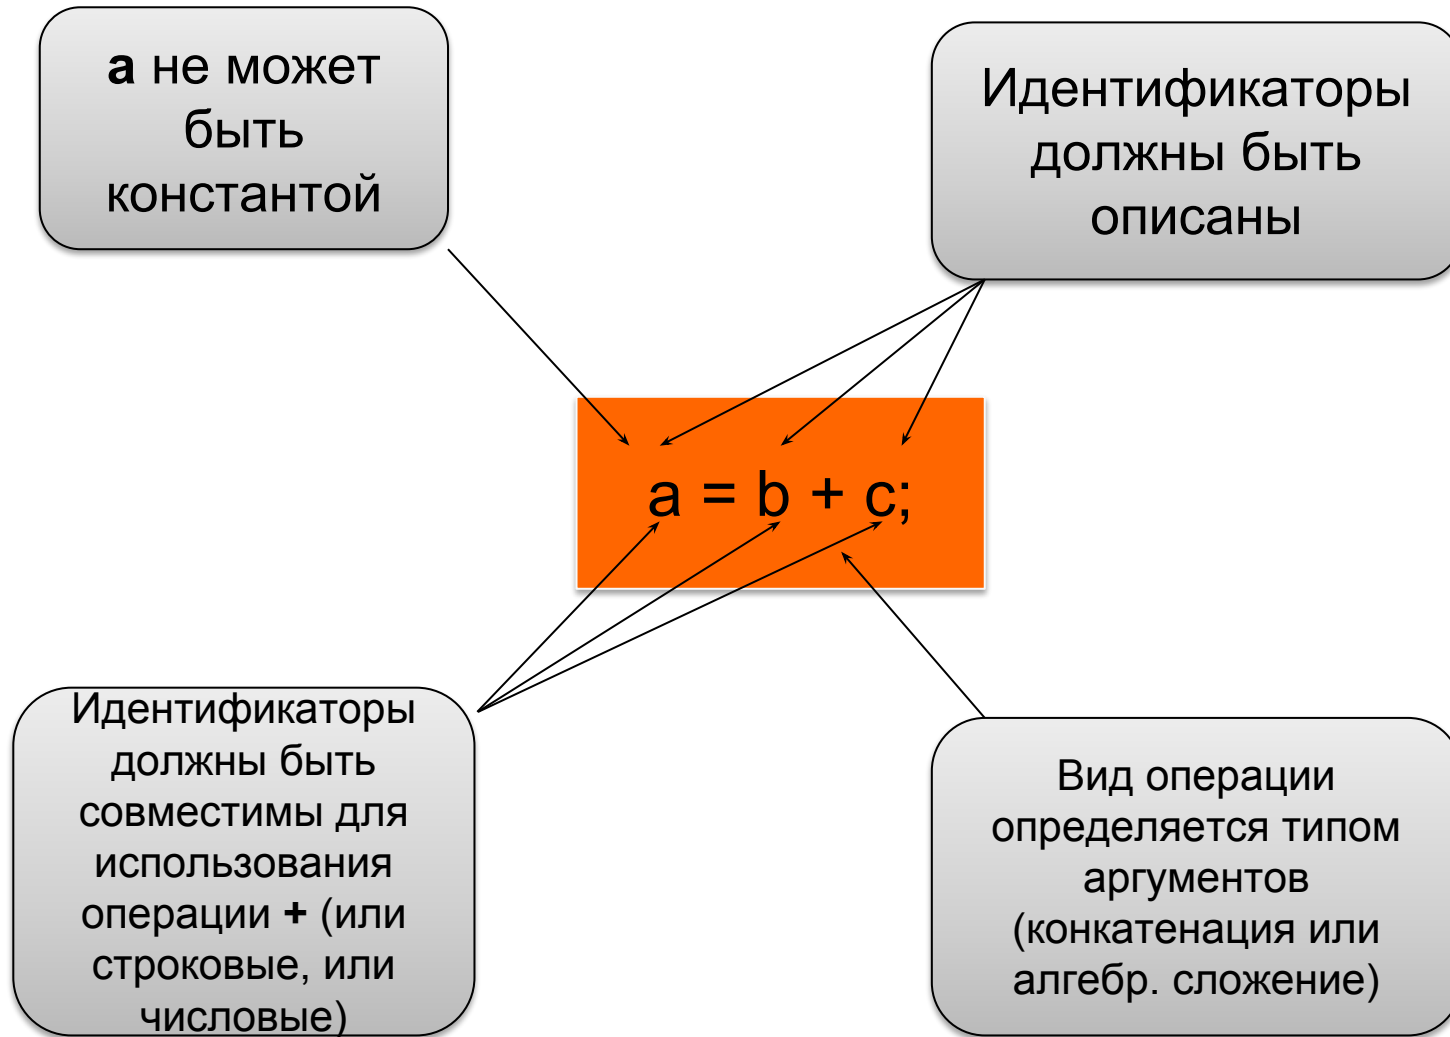 a не может
быть
константой
Идентификаторы
должны быть
описаны
a = b + c;
Идентификаторы
должны быть
совместимы для
использования
операции + (или
строковые, или
числовые)
Вид операции
определяется типом
аргументов
(конкатенация или
алгебр. сложение)